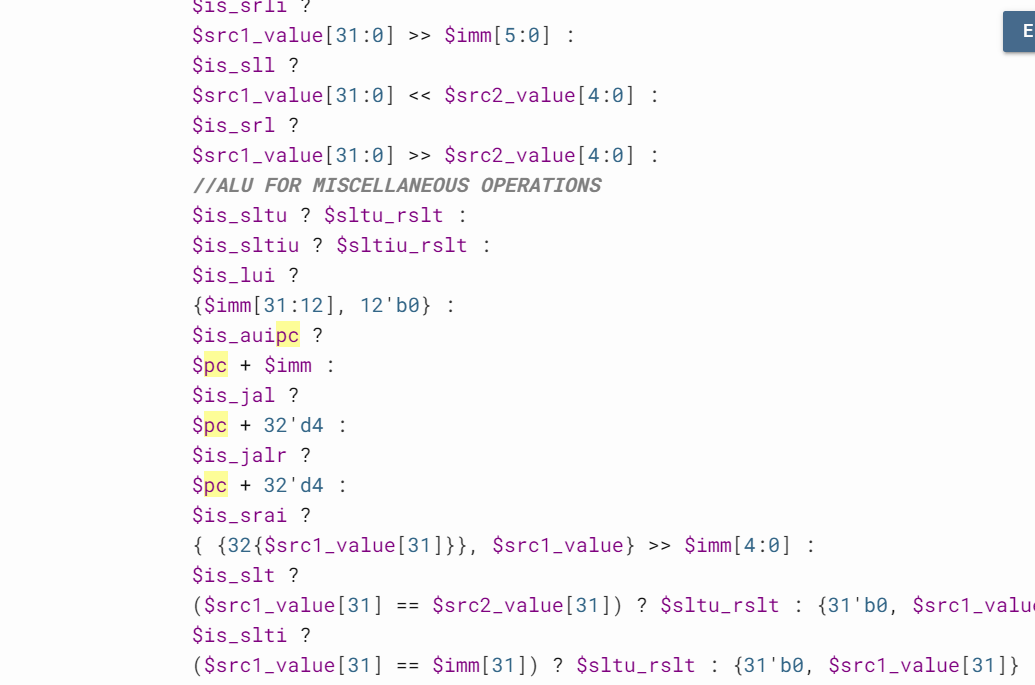 $is_srli ?
$src1_value[31:0] >> $imm[5:0] :
$is_sll ?
$src1_value[31:0] << $src2_value[4:0] :
$is_srl ?
$src1_value[31:0] >> $src2_value[4:0] :
//ALU FOR MISCELLANEOUS OPERATIONS
$is_sltu ? $sltu_rslt :
$is_sltiu ? $sltiu_rslt :
$is_lui ?
{$imm[31:12], 12'b0} :
$is_auipc ?
$pc + $imm :
$is_jal ?
$pc + 32'd4 :
$is_jalr ?
$pc + 32'd4 :
$is_srai ?
{ {32{$src1_value[31]}}, $src1_value} >> $imm[4:0] :
$is_slt ?
($src1_value[31] == $src2_value[31]) ? $sltu_rslt : {31'b0, $src1_valu
$is_slti ?
($src1_value[31] == $imm[31]) ? $sltu_rslt : {31'b0, $src1_value[31]}
E